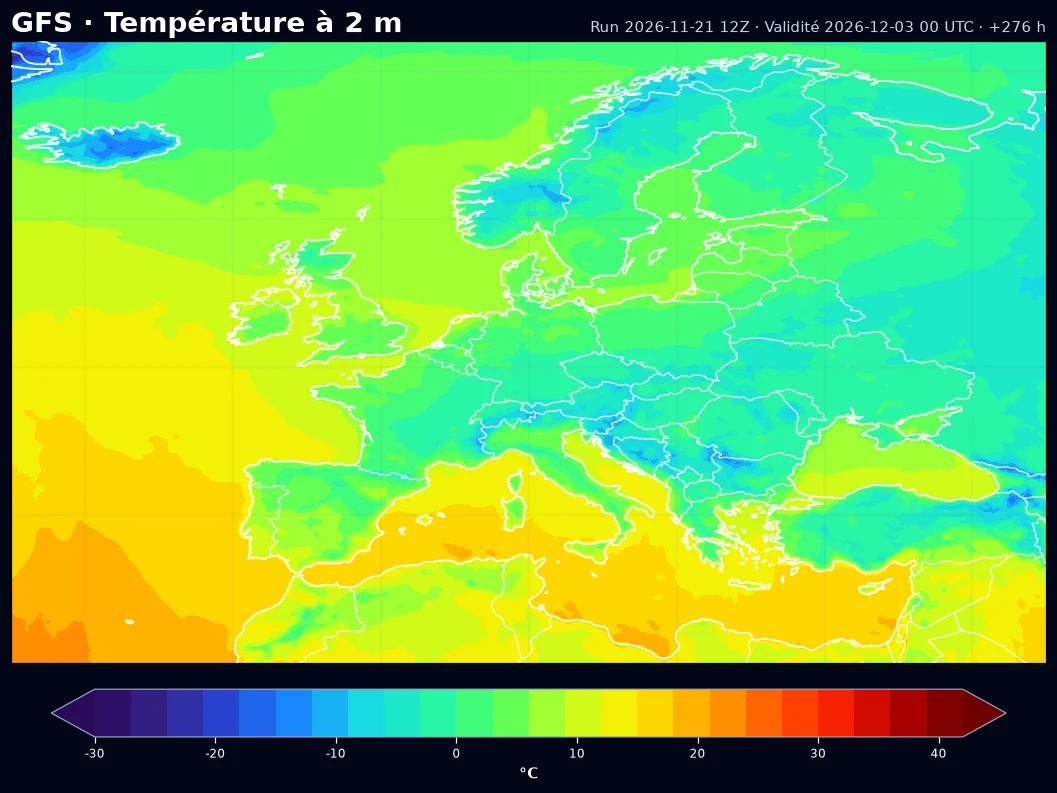 GFS · Température à 2 m
Run 2026-11-21 12Z · Validité 2026-12-03 00 UTC · +276 h
-30 -20 -10 0 10 20 30 40
°C